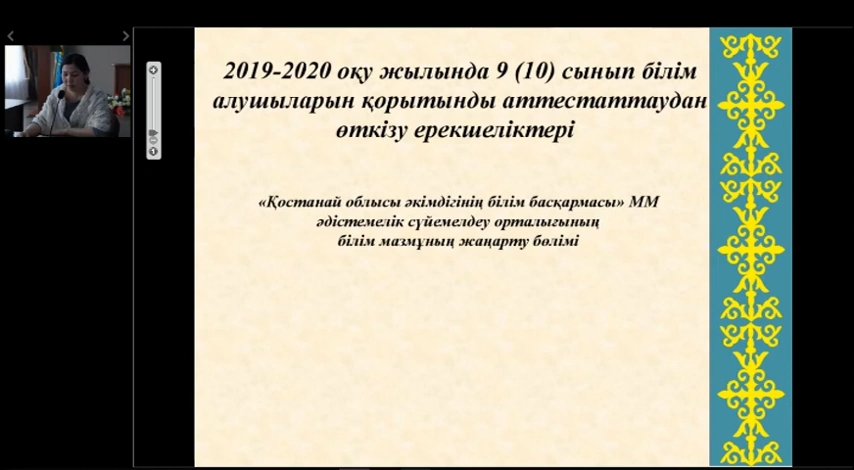 2019-2020 оқу жылында 9 (10) сынып білім
алушыларын қорытынды аттестаттаудан
өткізу ерекшеліктері
«Қостанай облысы әкімдігінің білім басқармасы» ММ
әдістемелік сүйемелдеу орталығының
білім мазмұның жаңарту бөлімі